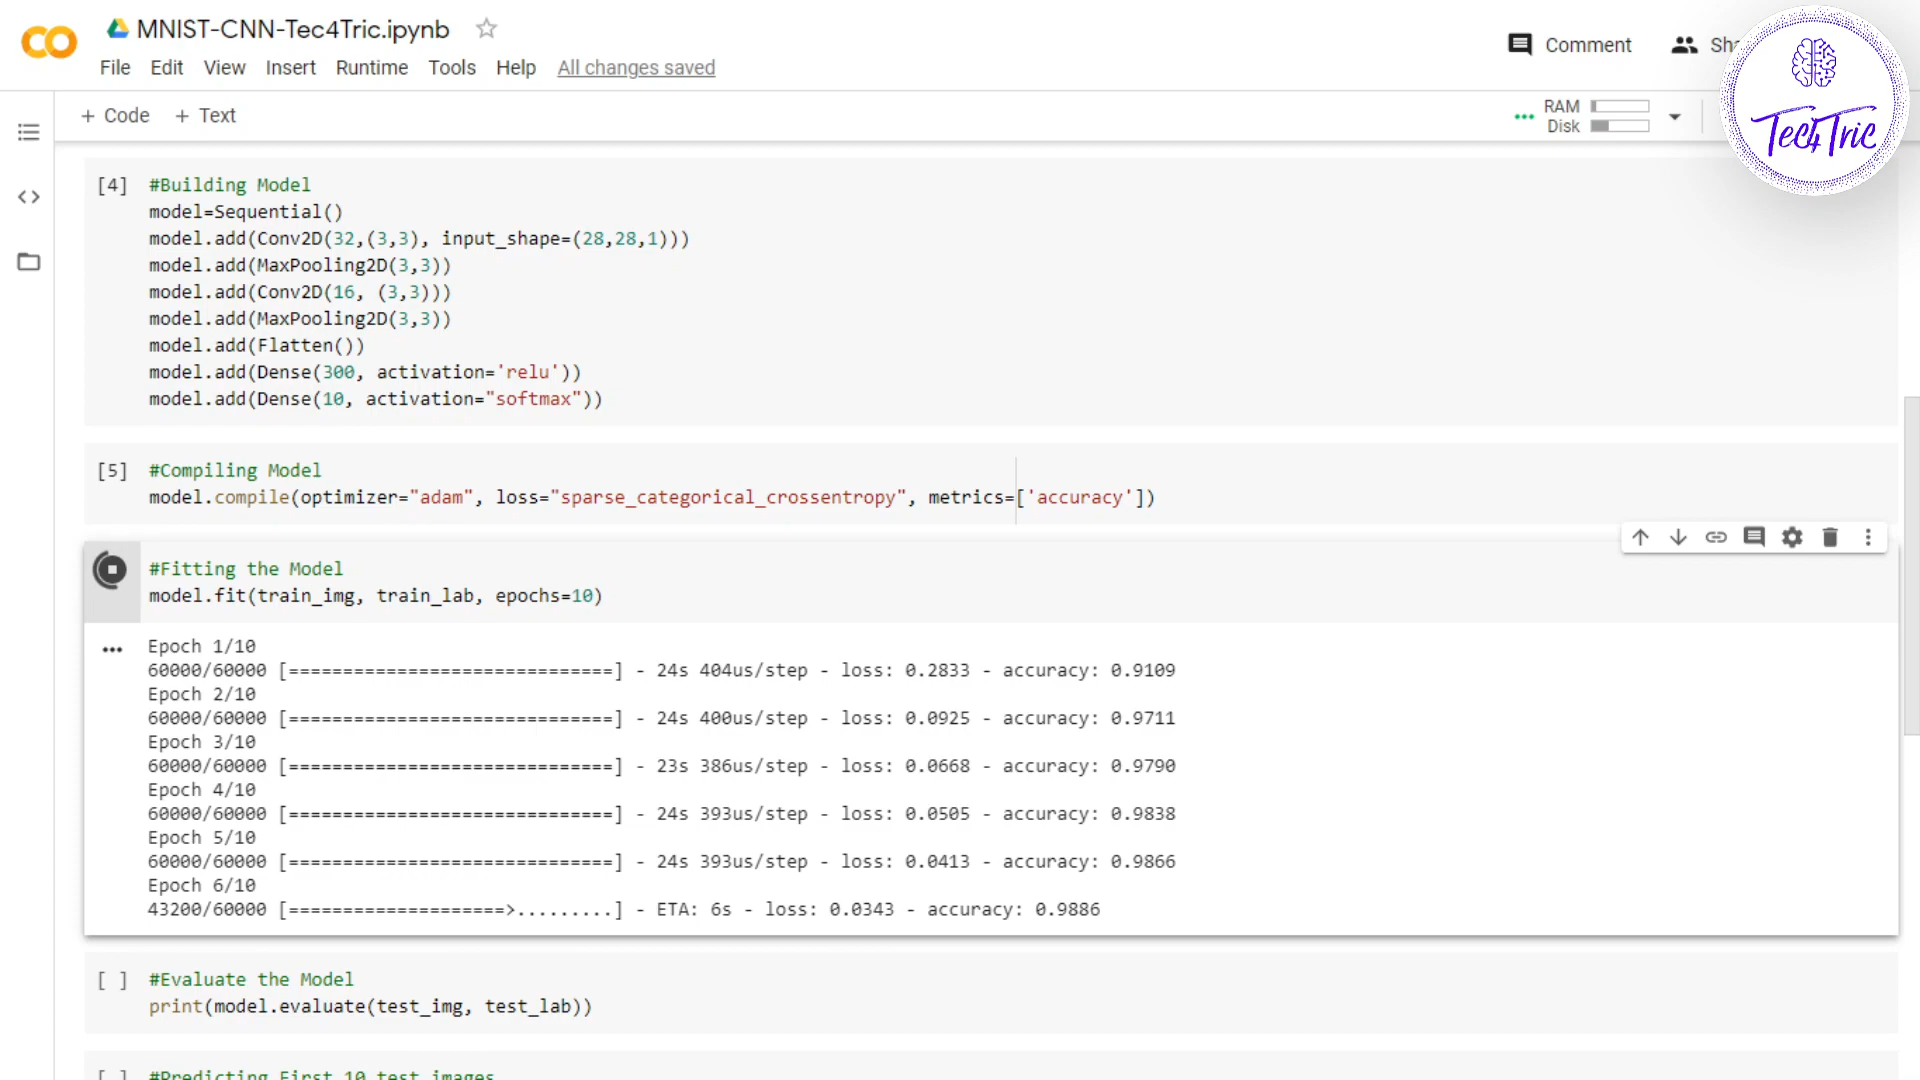 MNIST-CNN-Tec4Tric.ipynb
File Edit View Insert Runtime Tools Help All changes saved
Comment
Tec4Tric
+ Code + Text
RAM
Disk
[4] #Building Model
model=Sequential()
model.add(Conv2D(32,(3,3), input_shape=(28,28,1)))
model.add(MaxPooling2D(3,3))
model.add(Conv2D(16, (3,3)))
model.add(MaxPooling2D(3,3))
model.add(Flatten())
model.add(Dense(300, activation='relu'))
model.add(Dense(10, activation="softmax"))
[5] #Compiling Model
model.compile(optimizer="adam", loss="sparse_categorical_crossentropy", metrics=['accuracy'])
#Fitting the Model
model.fit(train_img, train_lab, epochs=10)
Epoch 1/10
60000/60000 [==============================] - 24s 404us/step - loss: 0.2833 - accuracy: 0.9109
Epoch 2/10
60000/60000 [==============================] - 24s 400us/step - loss: 0.0925 - accuracy: 0.9711
Epoch 3/10
60000/60000 [==============================] - 23s 386us/step - loss: 0.0668 - accuracy: 0.9790
Epoch 4/10
60000/60000 [==============================] - 24s 393us/step - loss: 0.0505 - accuracy: 0.9838
Epoch 5/10
60000/60000 [==============================] - 24s 393us/step - loss: 0.0413 - accuracy: 0.9866
Epoch 6/10
43200/60000 [====================>.........] - ETA: 6s - loss: 0.0343 - accuracy: 0.9886
[ ] #Evaluate the Model
print(model.evaluate(test_img, test_lab))
[ ] #Predicting First 10 test images